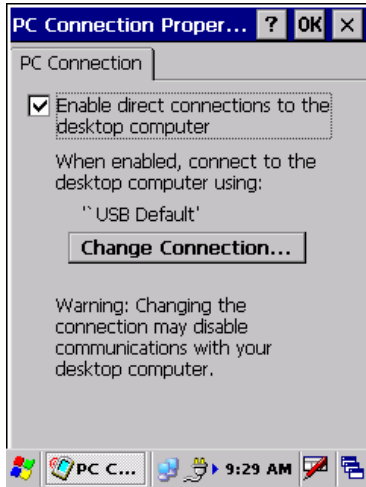 PC Connection Proper... ? OK ×
PC Connection
Enable direct connections to the
desktop computer
When enabled, connect to the
desktop computer using:
'`USB Default'
Change Connection...
Warning: Changing the
connection may disable
communications with your
desktop computer.
PC C... 9:29 AM